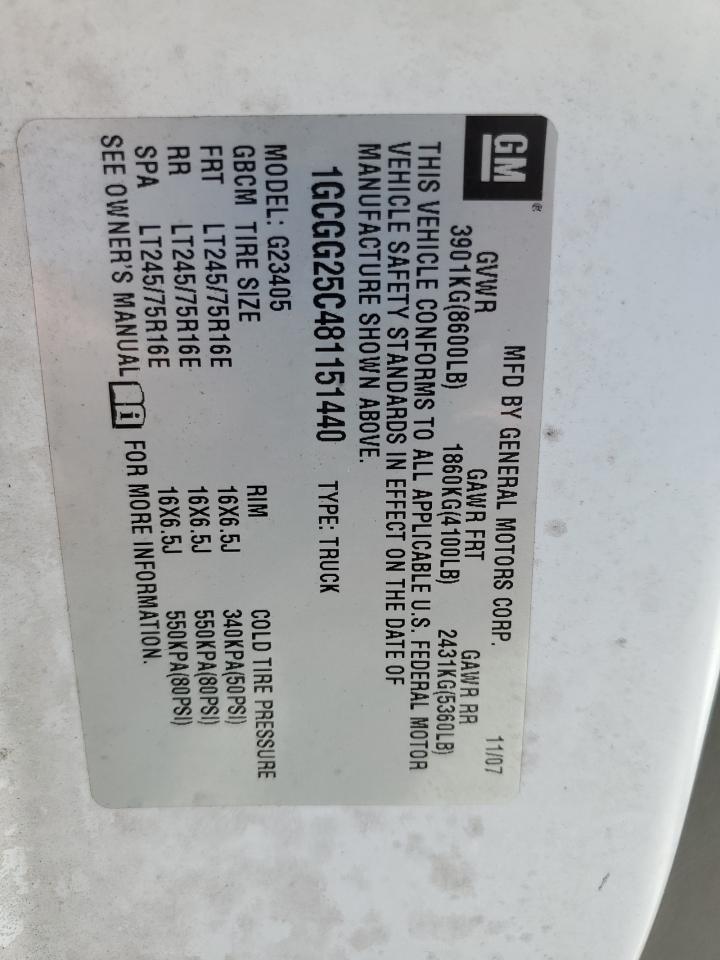 GM®
MFD BY GENERAL MOTORS CORP. 11/07
GVWR GAWR FRT GAWR RR
3901KG(8600LB) 1860KG(4100LB) 2431KG(5360LB)
THIS VEHICLE CONFORMS TO ALL APPLICABLE U.S. FEDERAL MOTOR
VEHICLE SAFETY STANDARDS IN EFFECT ON THE DATE OF
MANUFACTURE SHOWN ABOVE.
1GCGG25C481151440 TYPE: TRUCK
MODEL: G23405
GBCM TIRE SIZE RIM COLD TIRE PRESSURE
FRT LT245/75R16E 16X6.5J 340KPA(50PSI)
RR LT245/75R16E 16X6.5J 550KPA(80PSI)
SPA LT245/75R16E 16X6.5J 550KPA(80PSI)
SEE OWNER'S MANUAL i FOR MORE INFORMATION.